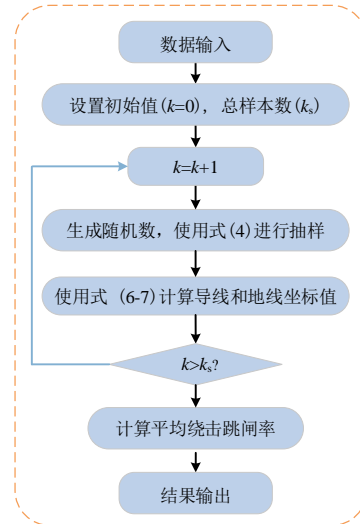 数据输入
设置初始值(k=0)，总样本数(kₛ)
k=k+1
生成随机数，使用式(4)进行抽样
使用式 (6-7)计算导线和地线坐标值
k>kₛ?
计算平均绕击跳闸率
结果输出